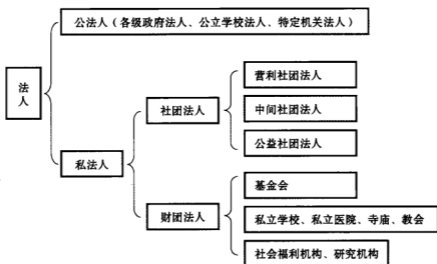 公法人（各级政府法人、公立学校法人、特定机关法人）
法人
私法人
社团法人
营利社团法人
中间社团法人
公益社团法人
财团法人
基金会
私立学校、私立医院、寺庙、教会
社会福利机构、研究机构